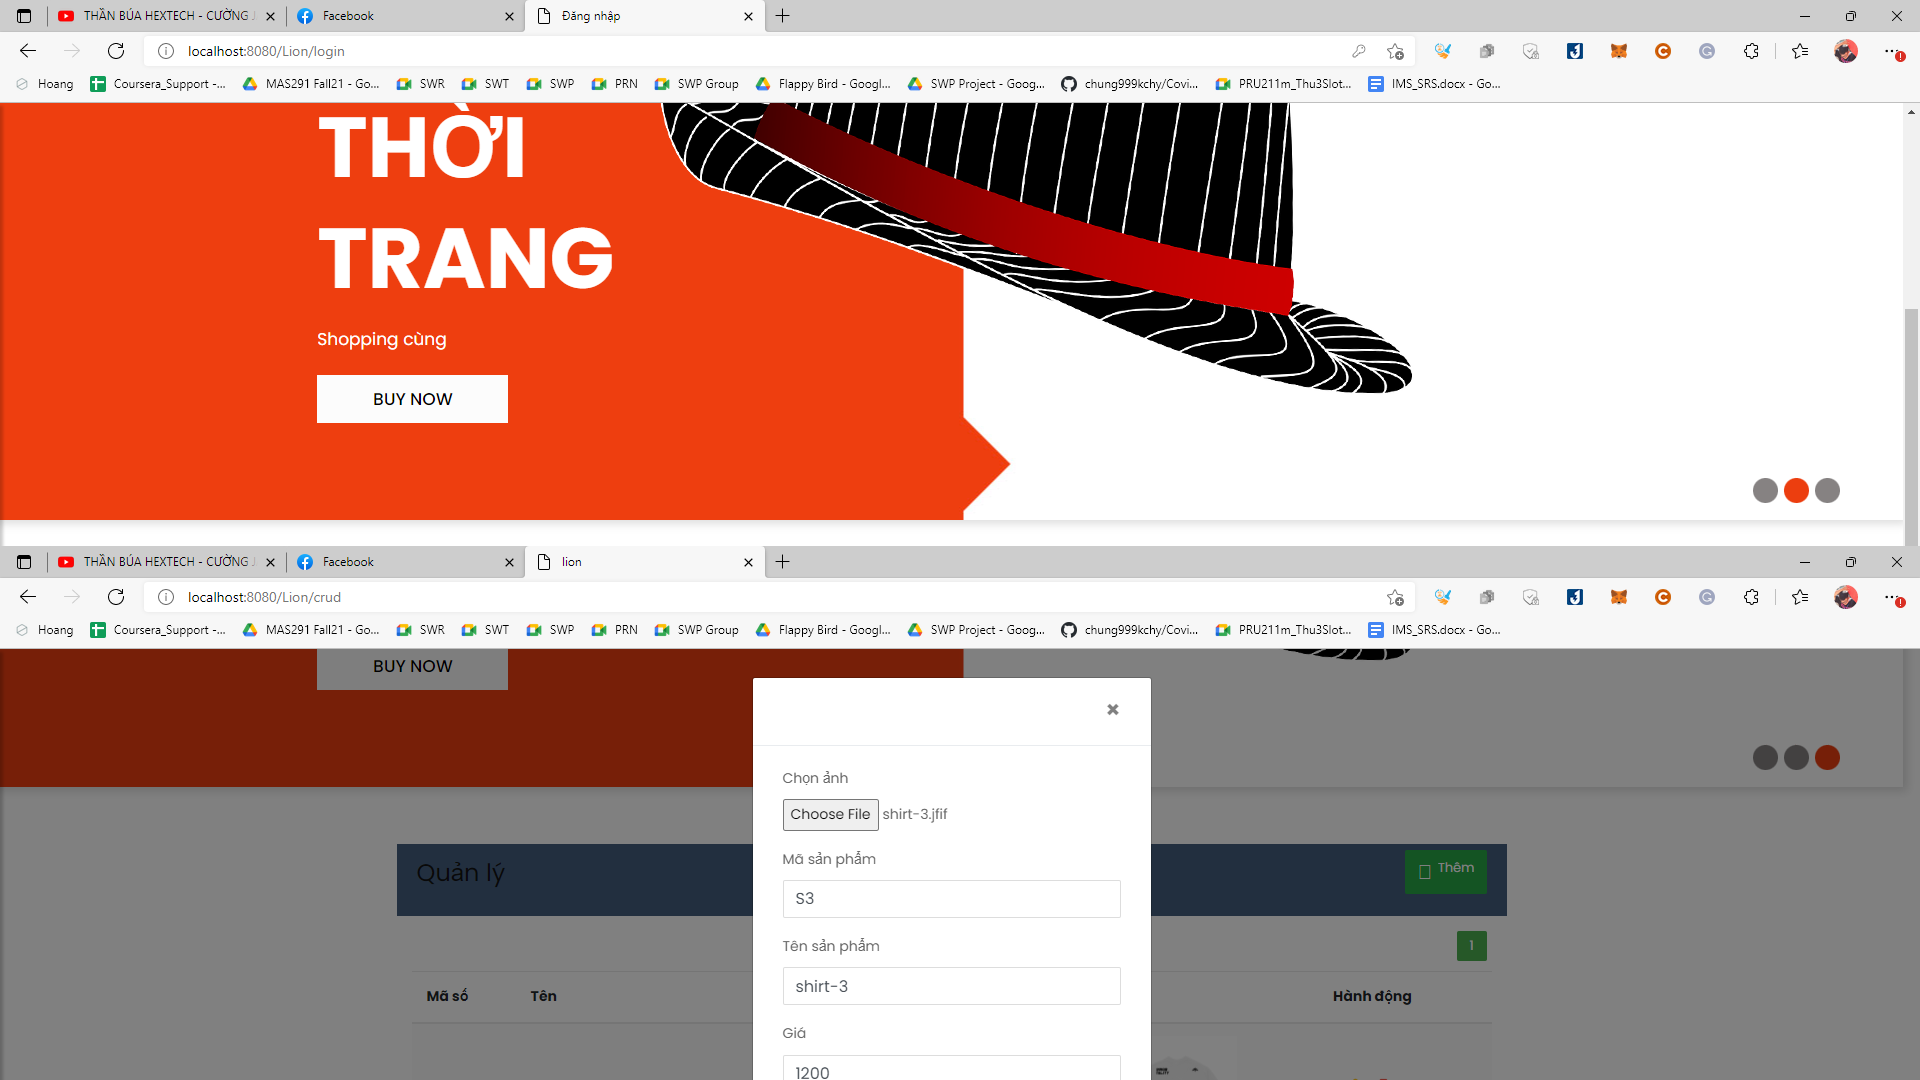 THẦN BÚA HEXTECH - CƯỜNG
Facebook
Đăng nhập
localhost:8080/Lion/login
Hoang
Coursera_Support -...
MAS291 Fall21 - Go...
SWR
SWT
SWP
PRN
SWP Group
Flappy Bird - Googl...
SWP Project - Goog...
chung999kchy/Covi...
PRU211m_Thu3Slot...
IMS_SRS.docx - Go...
THỜI
TRANG
Shopping cùng
BUY NOW
THẦN BÚA HEXTECH - CƯỜNG
Facebook
lion
localhost:8080/Lion/crud
Hoang
Coursera_Support -...
MAS291 Fall21 - Go...
SWR
SWT
SWP
PRN
SWP Group
Flappy Bird - Googl...
SWP Project - Goog...
chung999kchy/Covi...
PRU211m_Thu3Slot...
IMS_SRS.docx - Go...
BUY NOW
Chọn ảnh
Choose File shirt-3.jfif
Mã sản phẩm
S3
Tên sản phẩm
shirt-3
Giá
1200
Quản lý
Thêm
1
Mã số
Tên
Hành động